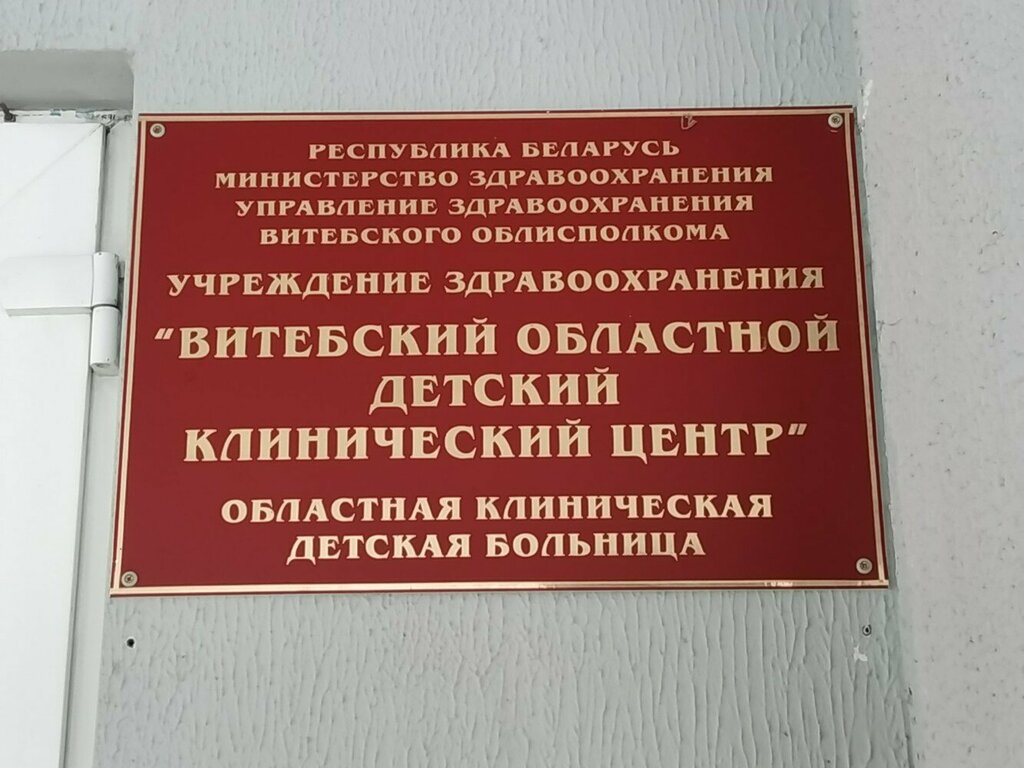 РЕСПУБЛИКА БЕЛАРУСЬ
МИНИСТЕРСТВО ЗДРАВООХРАНЕНИЯ
УПРАВЛЕНИЕ ЗДРАВООХРАНЕНИЯ
ВИТЕБСКОГО ОБЛИСПОЛКОМА
УЧРЕЖДЕНИЕ ЗДРАВООХРАНЕНИЯ
"ВИТЕБСКИЙ ОБЛАСТНОЙ
ДЕТСКИЙ
КЛИНИЧЕСКИЙ ЦЕНТР"
ОБЛАСТНАЯ КЛИНИЧЕСКАЯ
ДЕТСКАЯ БОЛЬНИЦА